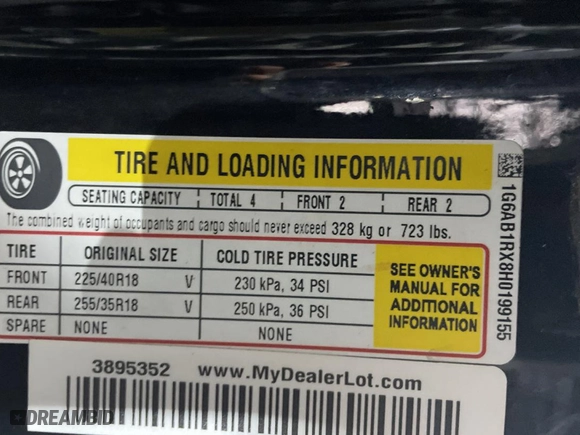 TIRE AND LOADING INFORMATION
SEATING CAPACITY TOTAL 4 FRONT 2 REAR 2
The combined weight of occupants and cargo should never exceed 328 kg or 723 lbs.
TIRE ORIGINAL SIZE COLD TIRE PRESSURE
FRONT 225/40R18 V 230 kPa, 34 PSI
REAR 255/35R18 V 250 kPa, 36 PSI
SPARE NONE NONE
SEE OWNER'S
MANUAL FOR
ADDITIONAL
INFORMATION
1G6AB1RX8H0199155
3895352 www.MyDealerLot.com
DREAMBID